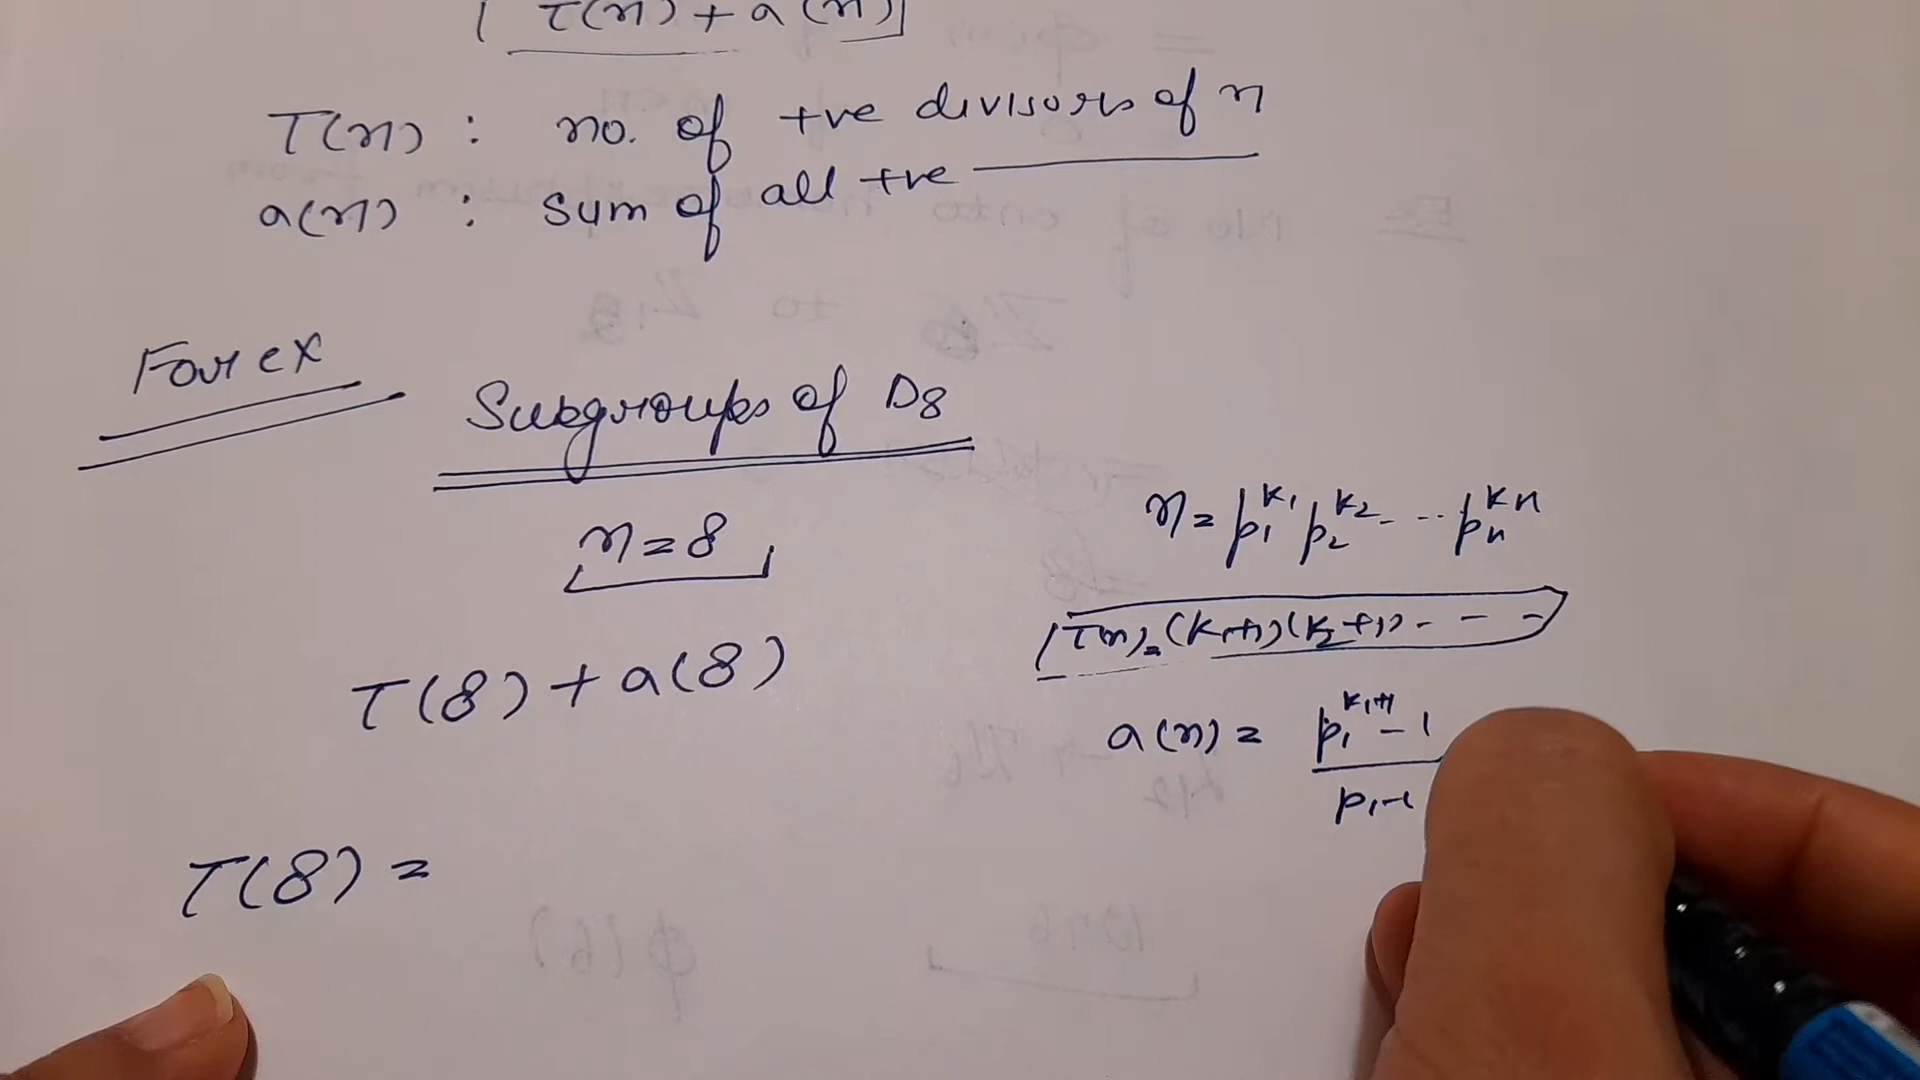 τ(n) + a(n)
τ(n) : no. of +ve divisors of n
a(n) : sum of all +ve ———
For ex
Subgroups of D8
n=8
n = p₁^k₁ p₂^k₂ - - - - pₙ^kn
τ(8) + a(8)
τ(n) = (k₁+1)(k₂+1) - - -
a(n) = (p₁^(k₁+1) - 1)/(p₁-1)
τ(8) =